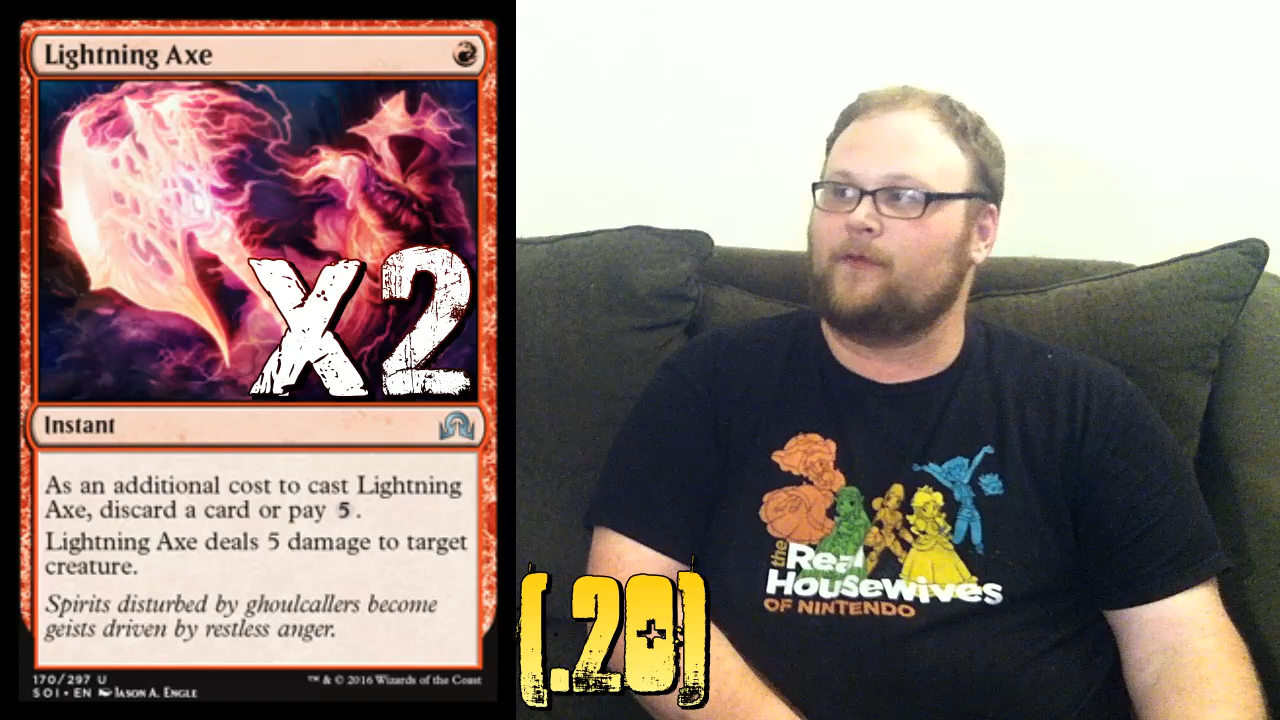 Lightning Axe
X2
Instant
As an additional cost to cast Lightning
Axe, discard a card or pay 5.
Lightning Axe deals 5 damage to target
creature.
Spirits disturbed by ghoulcallers become
geists driven by restless anger.
170/297 U
SOI • EN Jason A. Engle
™ & © 2016 Wizards of the Coast
(.20)
the Real
Housewives
OF NINTENDO